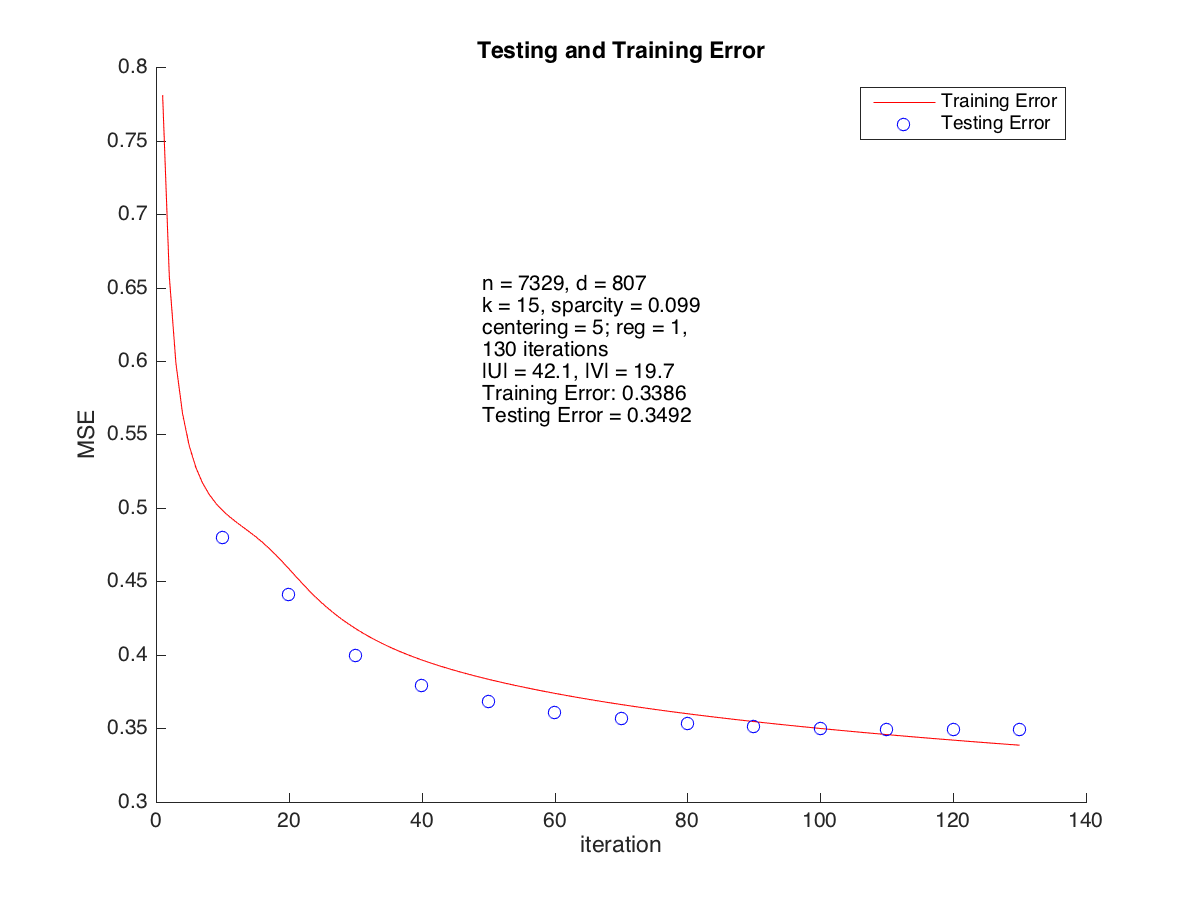 Testing and Training Error
Training Error
Testing Error
n = 7329, d = 807
k = 15, sparcity = 0.099
centering = 5; reg = 1,
130 iterations
|U| = 42.1, |V| = 19.7
Training Error: 0.3386
Testing Error = 0.3492
MSE
0.8
0.75
0.7
0.65
0.6
0.55
0.5
0.45
0.4
0.35
0.3
0
20
40
60
80
100
120
140
iteration